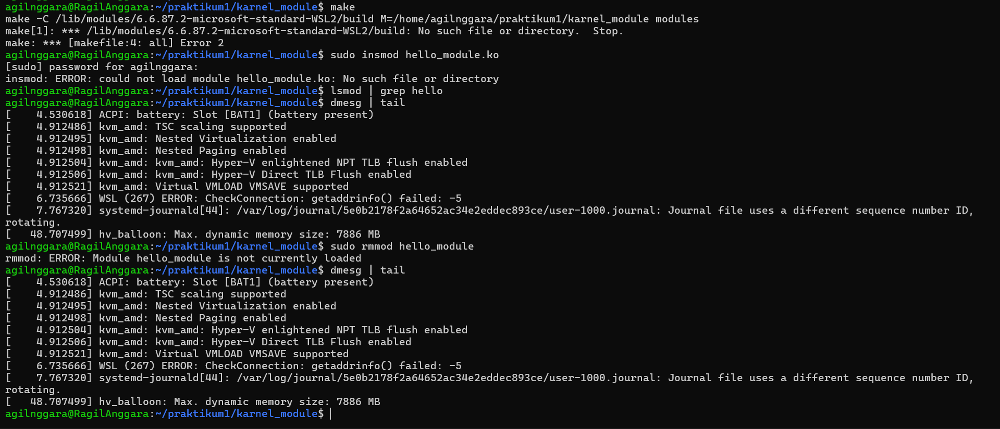 agilnggara@RagilAnggara:~/praktikum1/karnel_module$ make
make -C /lib/modules/6.6.87.2-microsoft-standard-WSL2/build M=/home/agilnggara/praktikum1/karnel_module modules
make[1]: *** /lib/modules/6.6.87.2-microsoft-standard-WSL2/build: No such file or directory.  Stop.
make: *** [makefile:4: all] Error 2
agilnggara@RagilAnggara:~/praktikum1/karnel_module$ sudo insmod hello_module.ko
[sudo] password for agilnggara:
insmod: ERROR: could not load module hello_module.ko: No such file or directory
agilnggara@RagilAnggara:~/praktikum1/karnel_module$ lsmod | grep hello
agilnggara@RagilAnggara:~/praktikum1/karnel_module$ dmesg | tail
[    4.530618] ACPI: battery: Slot [BAT1] (battery present)
[    4.912486] kvm_amd: TSC scaling supported
[    4.912495] kvm_amd: Nested Virtualization enabled
[    4.912498] kvm_amd: Nested Paging enabled
[    4.912504] kvm_amd: kvm_amd: Hyper-V enlightened NPT TLB flush enabled
[    4.912506] kvm_amd: kvm_amd: Hyper-V Direct TLB Flush enabled
[    4.912521] kvm_amd: Virtual VMLOAD VMSAVE supported
[    6.735666] WSL (267) ERROR: CheckConnection: getaddrinfo() failed: -5
[    7.767320] systemd-journald[44]: /var/log/journal/5e0b2178f2a64652ac34e2eddec893ce/user-1000.journal: Journal file uses a different sequence number ID,
rotating.
[   48.707499] hv_balloon: Max. dynamic memory size: 7886 MB
agilnggara@RagilAnggara:~/praktikum1/karnel_module$ sudo rmmod hello_module
rmmod: ERROR: Module hello_module is not currently loaded
agilnggara@RagilAnggara:~/praktikum1/karnel_module$ dmesg | tail
[    4.530618] ACPI: battery: Slot [BAT1] (battery present)
[    4.912486] kvm_amd: TSC scaling supported
[    4.912495] kvm_amd: Nested Virtualization enabled
[    4.912498] kvm_amd: Nested Paging enabled
[    4.912504] kvm_amd: kvm_amd: Hyper-V enlightened NPT TLB flush enabled
[    4.912506] kvm_amd: kvm_amd: Hyper-V Direct TLB Flush enabled
[    4.912521] kvm_amd: Virtual VMLOAD VMSAVE supported
[    6.735666] WSL (267) ERROR: CheckConnection: getaddrinfo() failed: -5
[    7.767320] systemd-journald[44]: /var/log/journal/5e0b2178f2a64652ac34e2eddec893ce/user-1000.journal: Journal file uses a different sequence number ID,
rotating.
[   48.707499] hv_balloon: Max. dynamic memory size: 7886 MB
agilnggara@RagilAnggara:~/praktikum1/karnel_module$